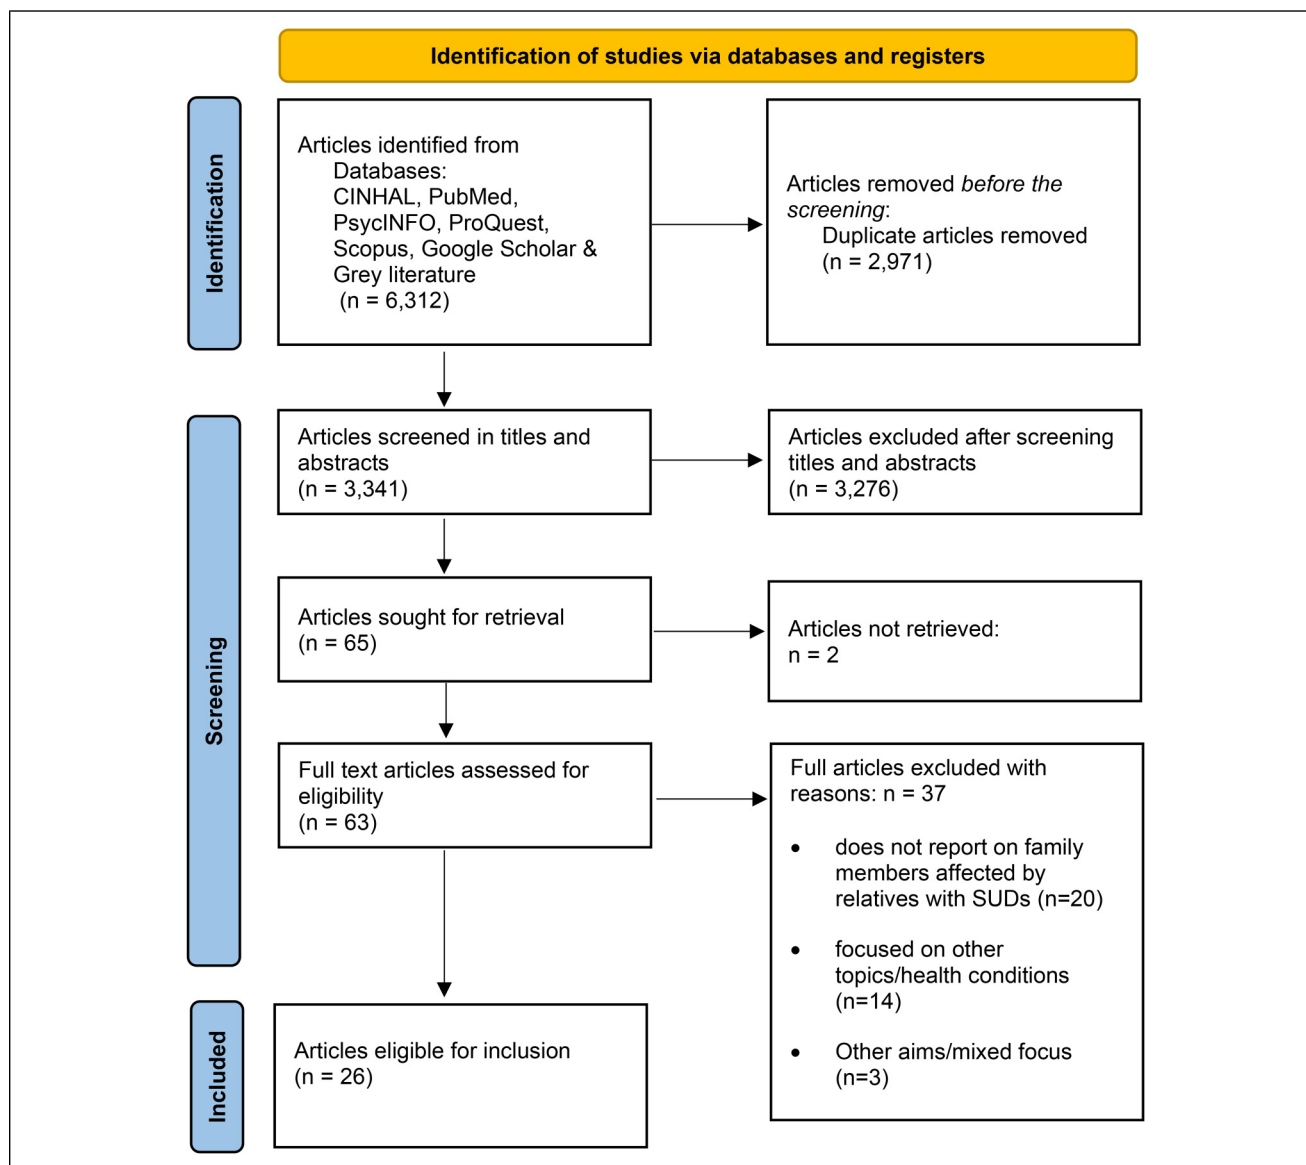 Identification of studies via databases and registers
Identification
Articles identified from
Databases:
CINHAL, PubMed,
PsycINFO, ProQuest,
Scopus, Google Scholar &
Grey literature
(n = 6,312)
Articles removed before the
screening:
Duplicate articles removed
(n = 2,971)
Screening
Articles screened in titles and
abstracts
(n = 3,341)
Articles excluded after screening
titles and abstracts
(n = 3,276)
Articles sought for retrieval
(n = 65)
Articles not retrieved:
n = 2
Full text articles assessed for
eligibility
(n = 63)
Full articles excluded with
reasons: n = 37
• does not report on family
members affected by
relatives with SUDs (n=20)
• focused on other
topics/health conditions
(n=14)
• Other aims/mixed focus
(n=3)
Included
Articles eligible for inclusion
(n = 26)